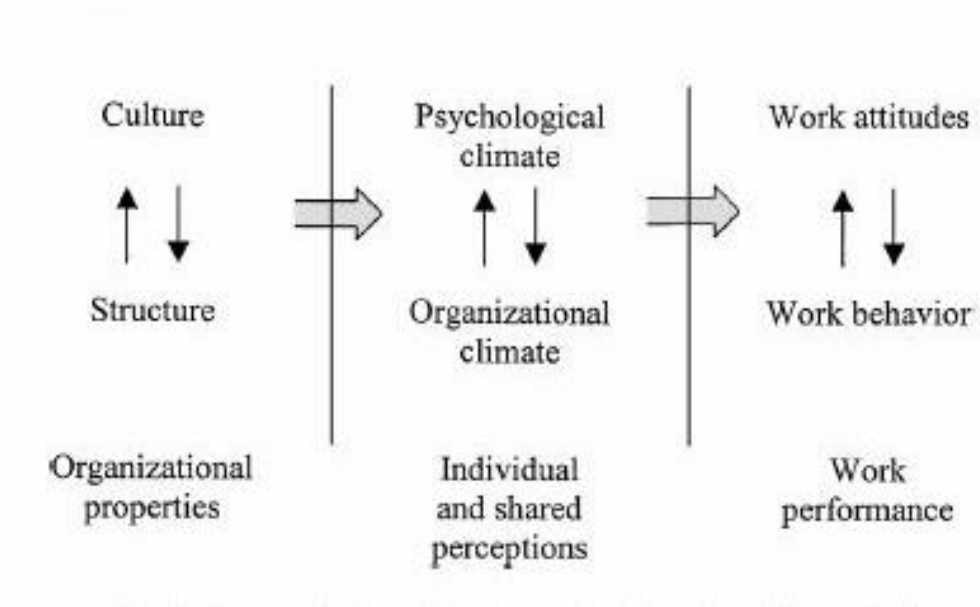 Culture
Psychological
climate
Work attitudes
Structure
Organizational
climate
Work behavior
Organizational
properties
Individual
and shared
perceptions
Work
performance